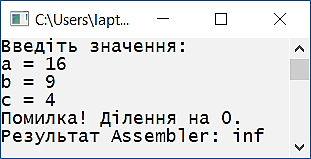 C:\Users\lapt...
Введіть значення:
a = 16
b = 9
c = 4
Помилка! Ділення на 0.
Результат Assembler: inf